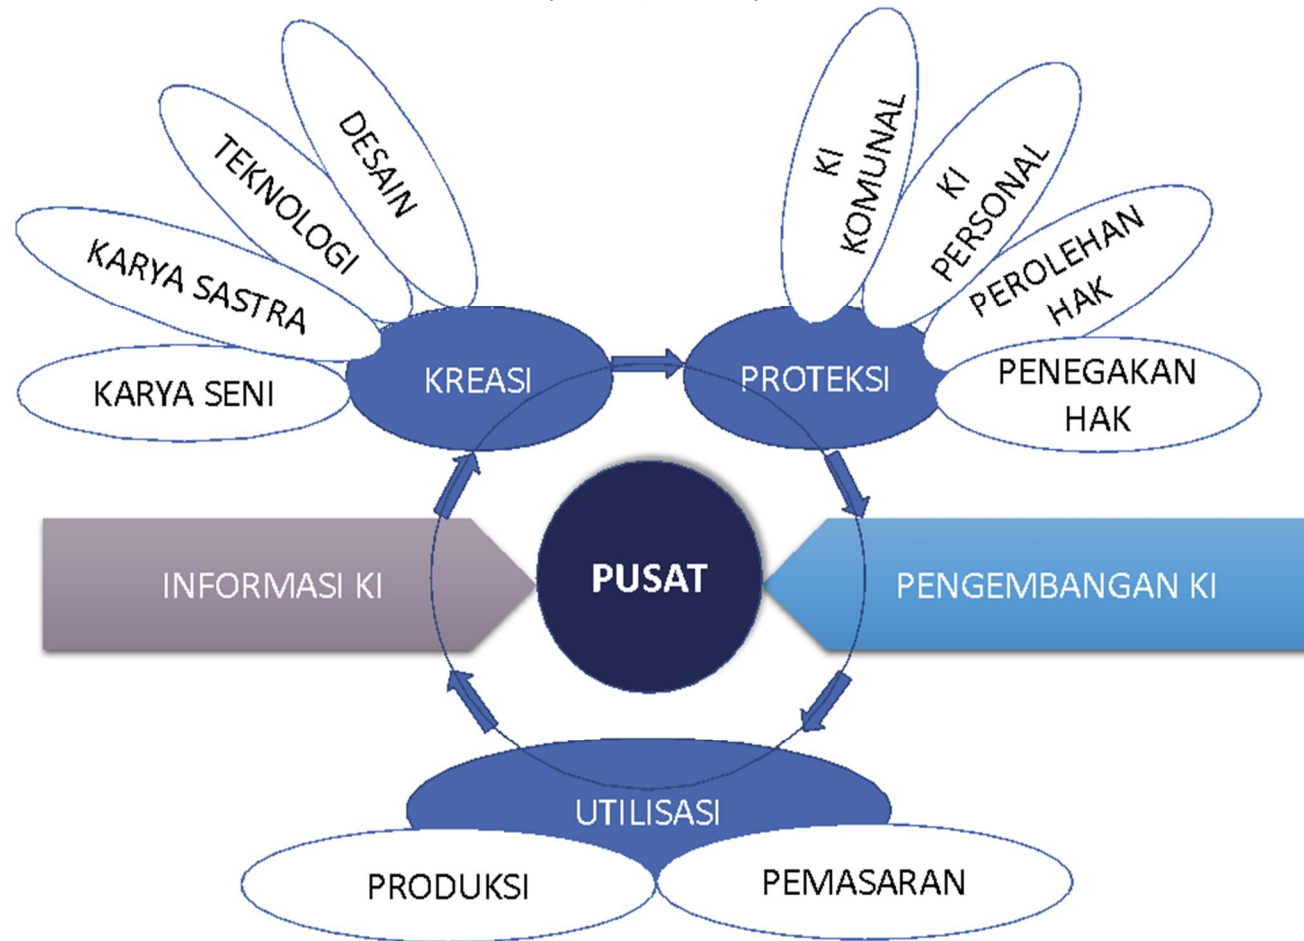 DESAIN
TEKNOLOGI
KARYA SASTRA
KARYA SENI
KREASI
KI
KOMUNAL
KI
PERSONAL
PEROLEHAN
HAK
PENEGAKAN
HAK
PROTEKSI
INFORMASI KI
PUSAT
PENGEMBANGAN KI
UTILISASI
PRODUKSI
PEMASARAN